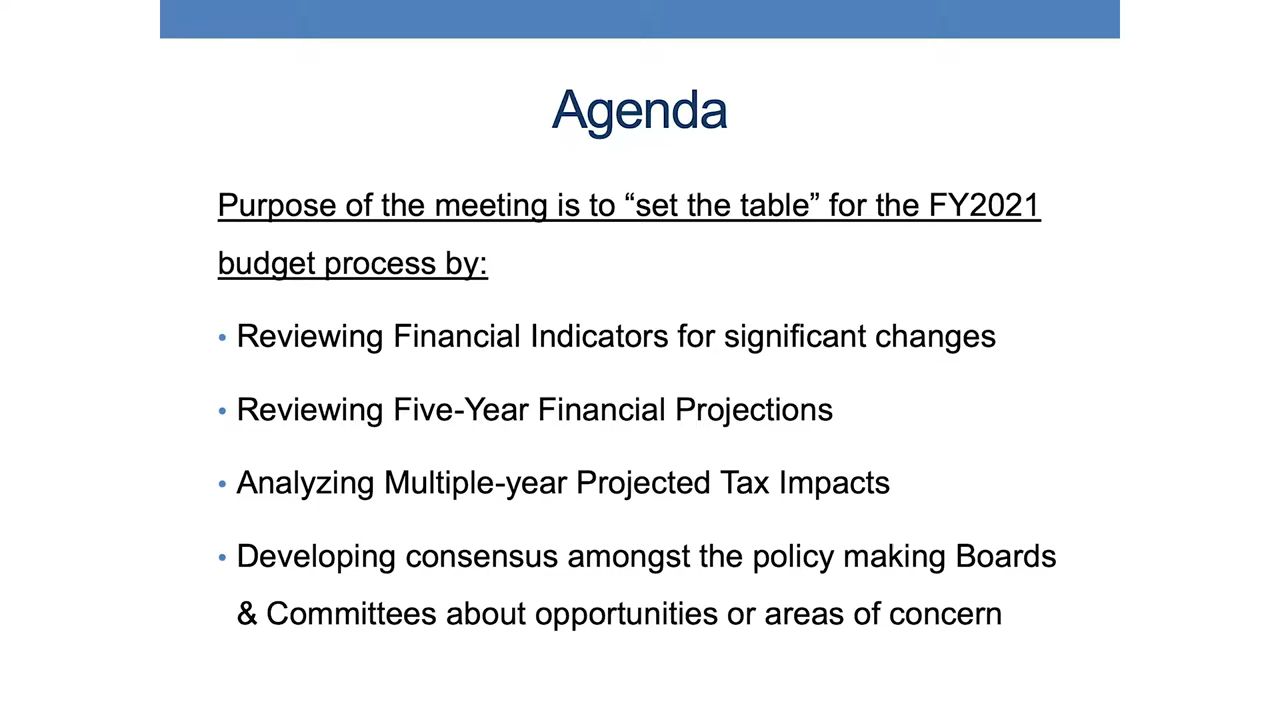 Agenda
Purpose of the meeting is to “set the table” for the FY2021
budget process by:
• Reviewing Financial Indicators for significant changes
• Reviewing Five-Year Financial Projections
• Analyzing Multiple-year Projected Tax Impacts
• Developing consensus amongst the policy making Boards
& Committees about opportunities or areas of concern